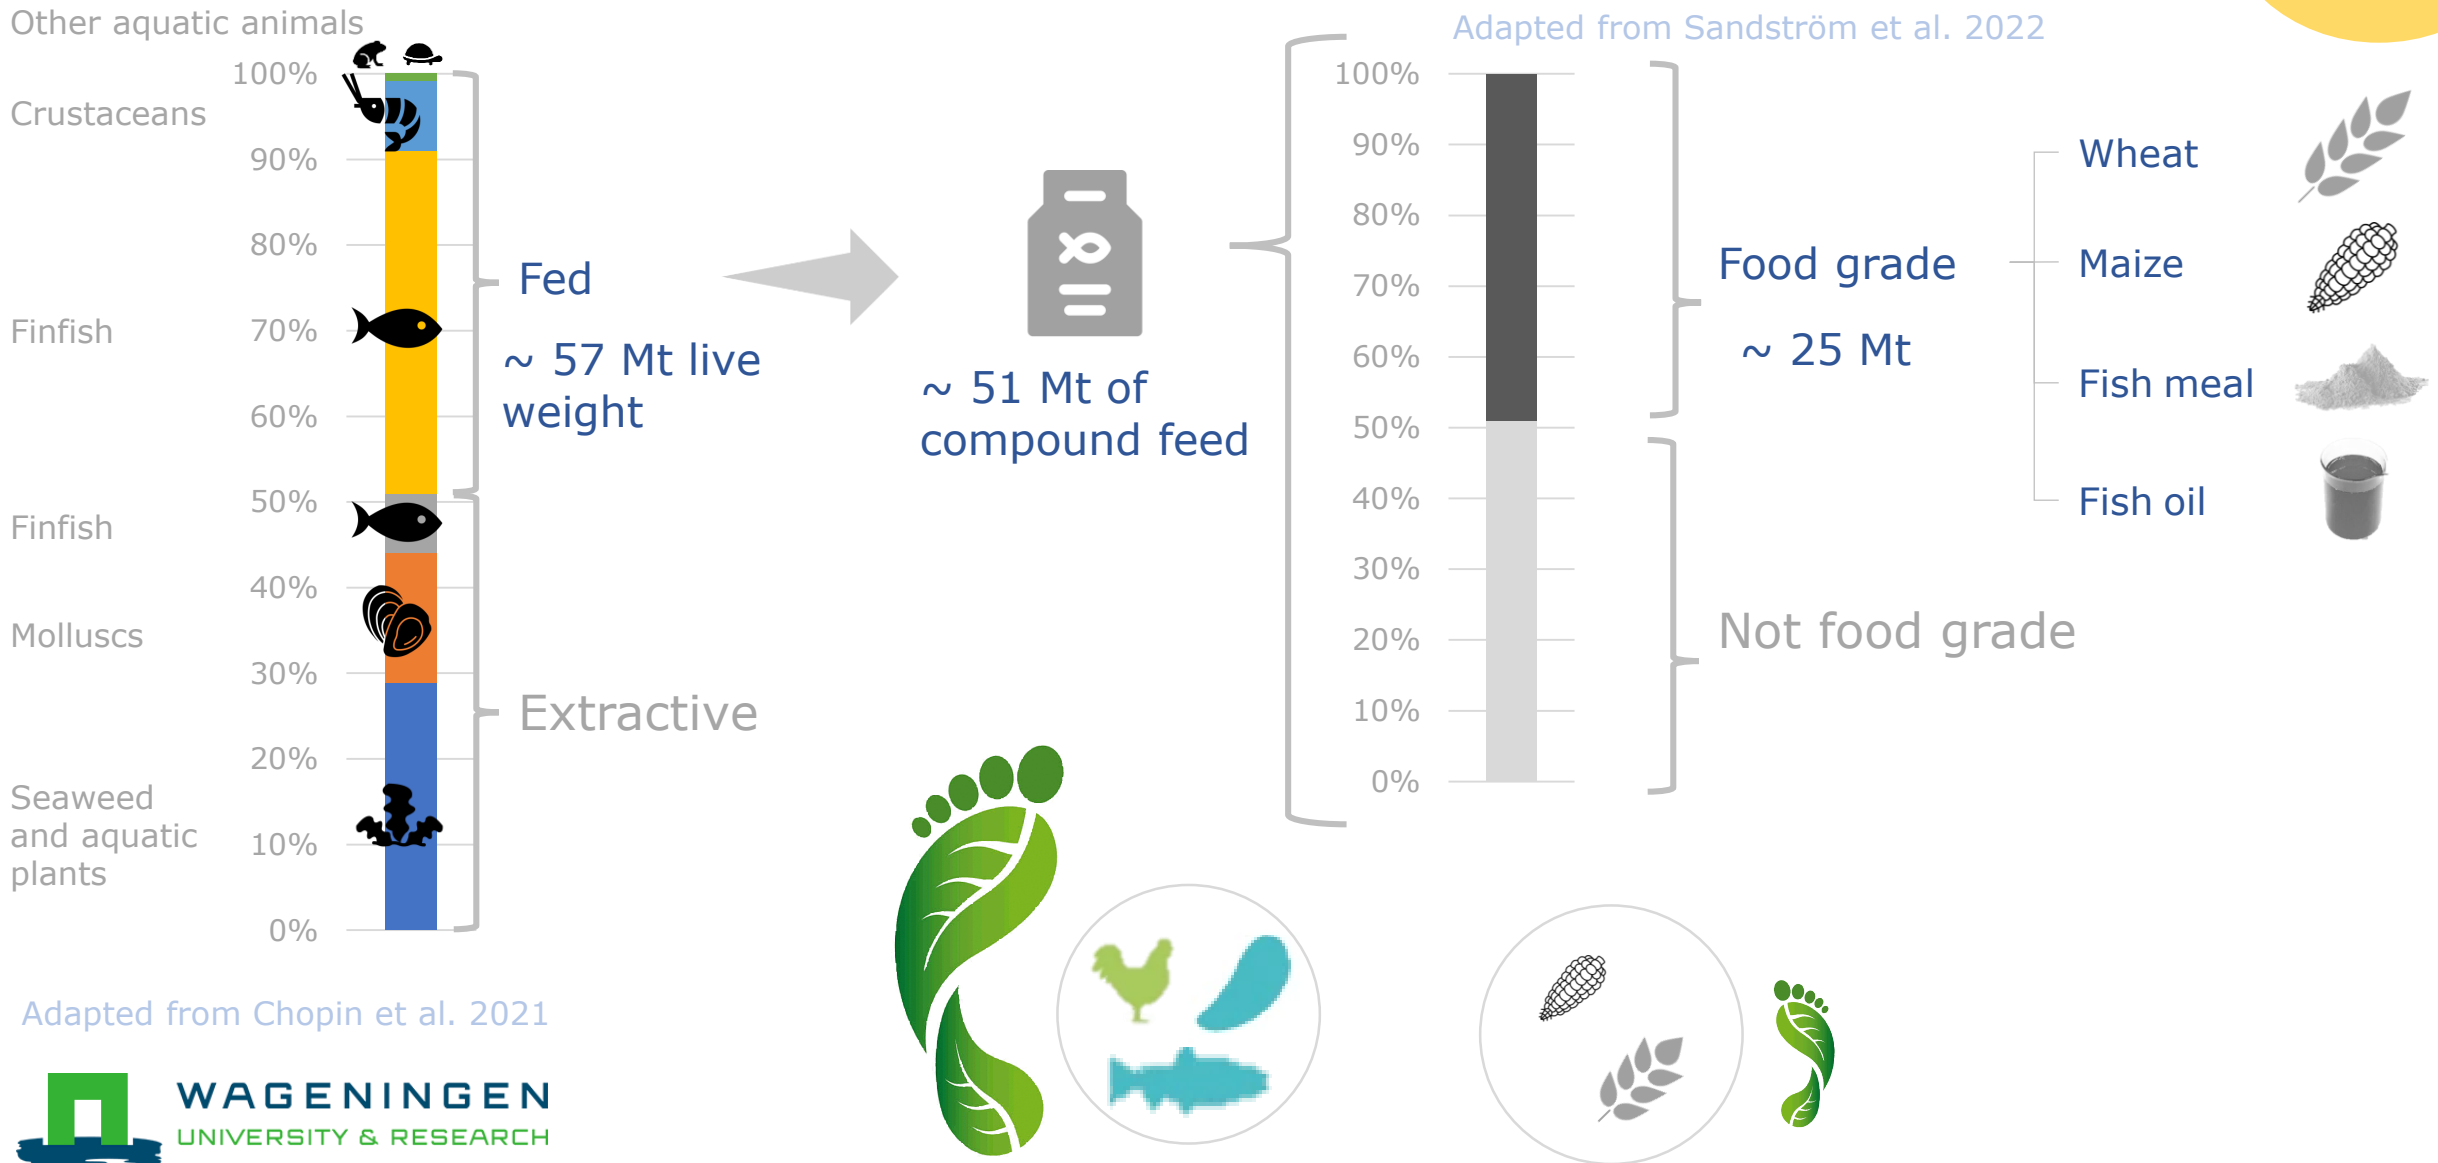 Other aquatic animals
100%
Crustaceans
90%
80%
Finfish
70%
60%
50%
Finfish
40%
Molluscs
30%
20%
Seaweed
and aquatic
plants
10%
0%
Fed
~ 57 Mt live
weight
Extractive
Adapted from Chopin et al. 2021
WAGENINGEN
UNIVERSITY & RESEARCH
~ 51 Mt of
compound feed
Adapted from Sandström et al. 2022
100%
90%
80%
70%
60%
50%
40%
30%
20%
10%
0%
Food grade
~ 25 Mt
Not food grade
Wheat
Maize
Fish meal
Fish oil